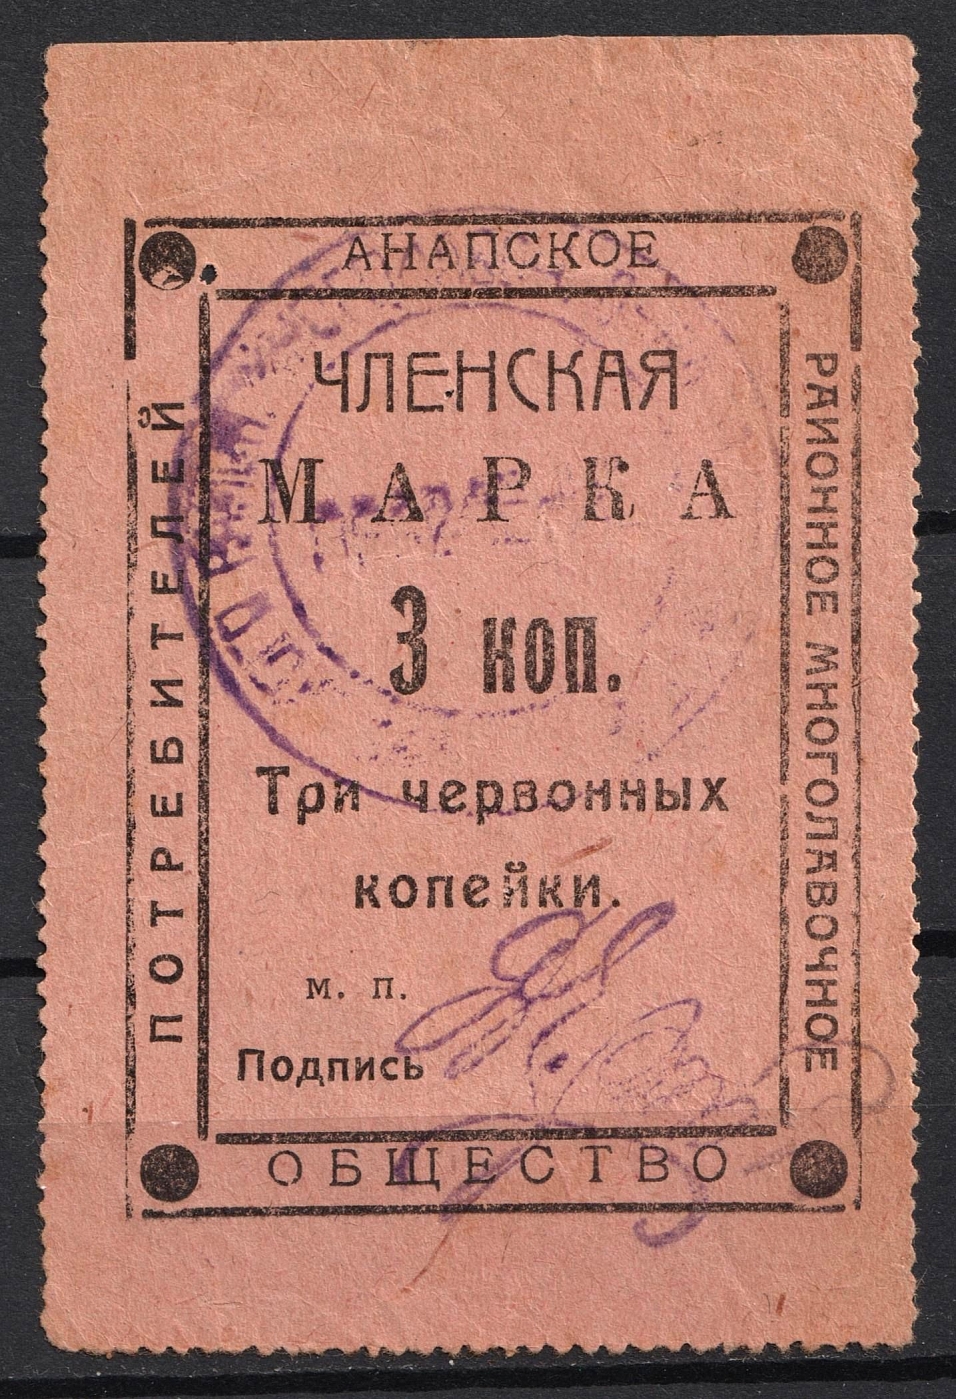 АНАПСКОЕ
РАЙОННОЕ МНОГОЛАВОЧНОЕ
ОБЩЕСТВО
ПОТРЕБИТЕЛЕЙ
ЧЛЕНСКАЯ
МАРКА
3 коп.
Три червонных
копейки.
м. п.
Подпись